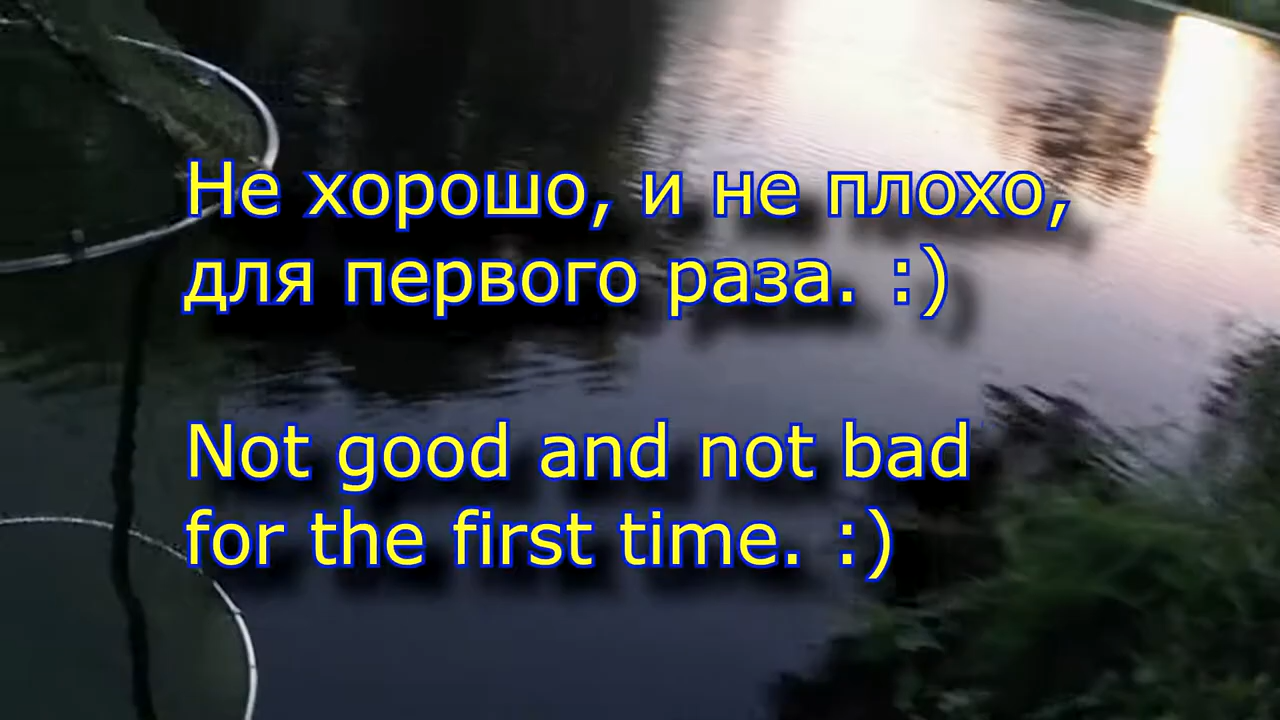 Не хорошо, и не плохо,
для первого раза. :)
Not good and not bad
for the first time. :)